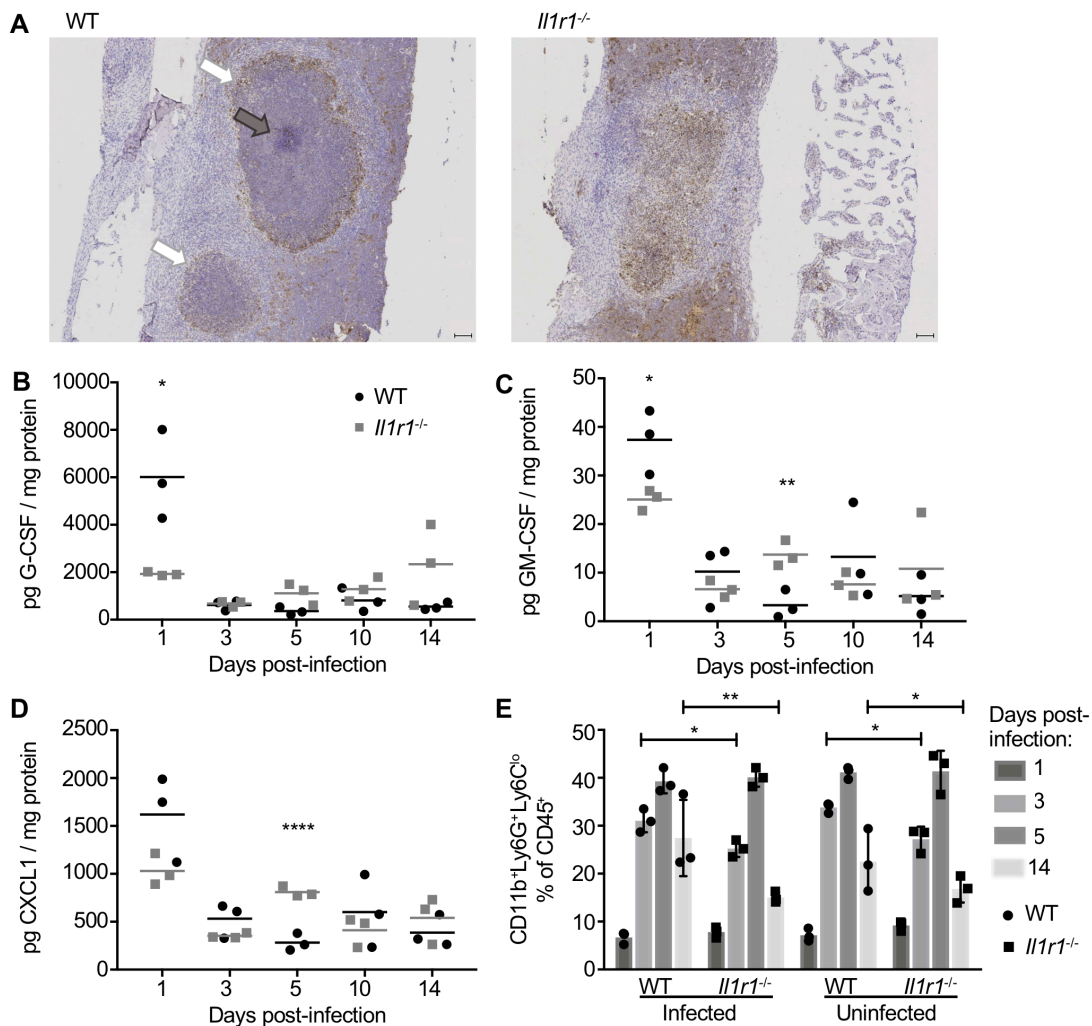 A
WT
Il1r1-/-
B
pg G-CSF / mg protein
10000
8000
6000
4000
2000
0
*
WT
Il1r1-/-
1 3 5 10 14
Days post-infection
C
pg GM-CSF / mg protein
50
40
30
20
10
0
*
**
1 3 5 10 14
Days post-infection
D
pg CXCL1 / mg protein
2500
2000
1500
1000
500
0
****
1 3 5 10 14
Days post-infection
E
CD11b+Ly6G+Ly6Clo
% of CD45+
50
40
30
20
10
0
**
*
*
*
WT Il1r1-/- WT Il1r1-/-
Infected Uninfected
Days post-
infection:
1
3
5
14
WT
Il1r1-/-